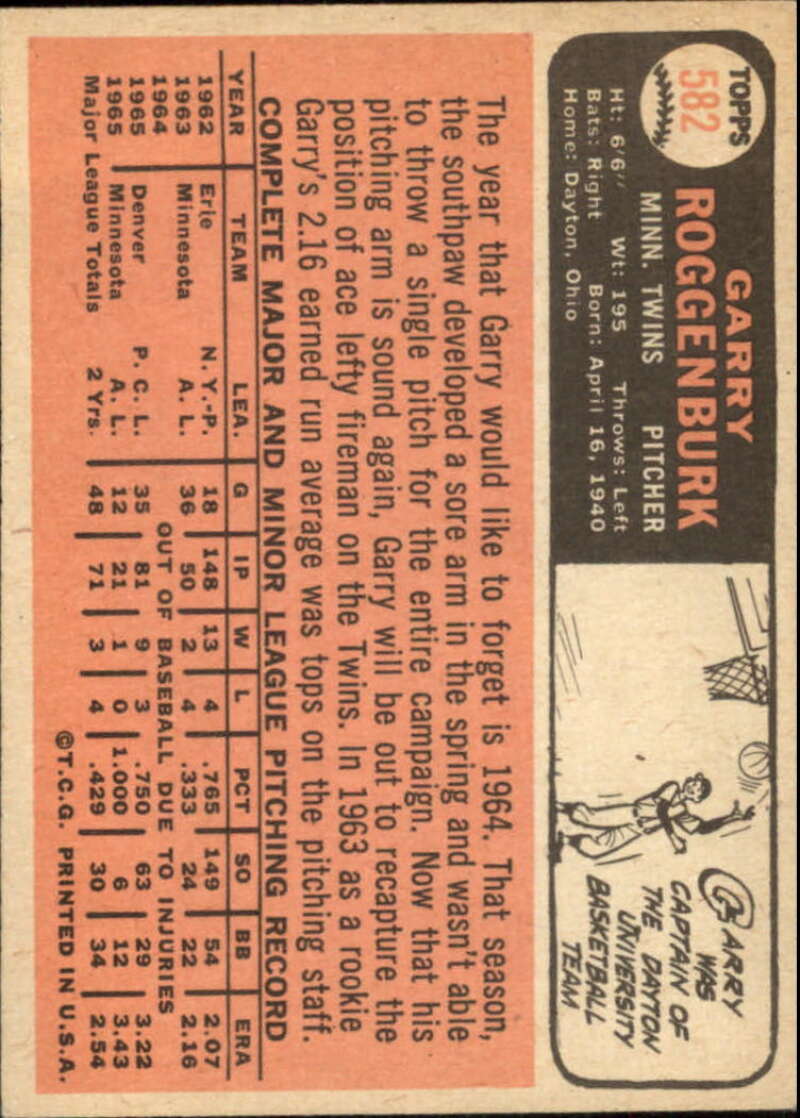 TOPPS
582
GARRY
ROGGENBURK
MINN. TWINS PITCHER
Ht: 6'6" Wt: 195 Throws: Left
Bats: Right Born: April 16, 1940
Home: Dayton, Ohio
GARRY
WAS
CAPTAIN OF
THE DAYTON
UNIVERSITY
BASKETBALL
TEAM
The year that Garry would like to forget is 1964. That season,
the southpaw developed a sore arm in the spring and wasn't able
to throw a single pitch for the entire campaign. Now that his
pitching arm is sound again, Garry will be out to recapture the
position of ace lefty fireman on the Twins. In 1963 as a rookie
Garry's 2.16 earned run average was tops on the pitching staff.
COMPLETE MAJOR AND MINOR LEAGUE PITCHING RECORD
YEAR TEAM LEA. G IP W L PCT SO BB ERA
1962 Erie N. Y.-P. 18 148 13 4 .765 149 54 2.07
1963 Minnesota A. L. 36 50 2 4 .333 24 22 2.16
1964 OUT OF BASEBALL DUE TO INJURIES
1965 Denver P. C. L. 35 81 9 3 .750 63 29 3.22
1965 Minnesota A. L. 12 21 1 0 1.000 6 12 3.43
Major League Totals 2 Yrs. 48 71 3 4 .429 30 34 2.54
©T.C.G. PRINTED IN U.S.A.